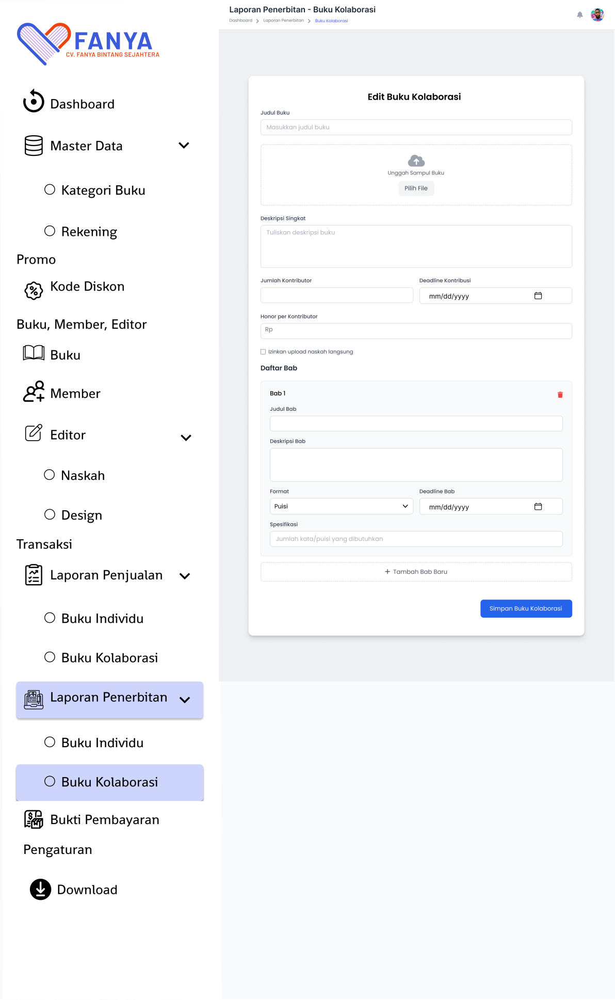 FANYA
CV. FANYA BINTANG SEJAHTERA
Dashboard
Master Data
Kategori Buku
Rekening
Promo
Kode Diskon
Buku, Member, Editor
Buku
Member
Editor
Naskah
Design
Transaksi
Laporan Penjualan
Buku Individu
Buku Kolaborasi
Laporan Penerbitan
Buku Individu
Buku Kolaborasi
Bukti Pembayaran
Pengaturan
Download
Laporan Penerbitan - Buku Kolaborasi
Dashboard > Laporan Penerbitan > Buku Kolaborasi
Edit Buku Kolaborasi
Judul Buku
Masukkan judul buku
Unggah Sampul Buku
Pilih File
Deskripsi Singkat
Tuliskan deskripsi buku
Jumlah Kontributor
Deadline Kontribusi
mm/dd/yyyy
Honor per Kontributor
Rp
Izinkan upload naskah langsung
Daftar Bab
Bab 1
Judul Bab
Deskripsi Bab
Format
Deadline Bab
Puisi
mm/dd/yyyy
Spesifikasi
Jumlah kata/puisi yang dibutuhkan
+ Tambah Bab Baru
Simpan Buku Kolaborasi